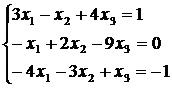 3x₁ − x₂ + 4x₃ = 1
−x₁ + 2x₂ − 9x₃ = 0
−4x₁ − 3x₂ + x₃ = −1